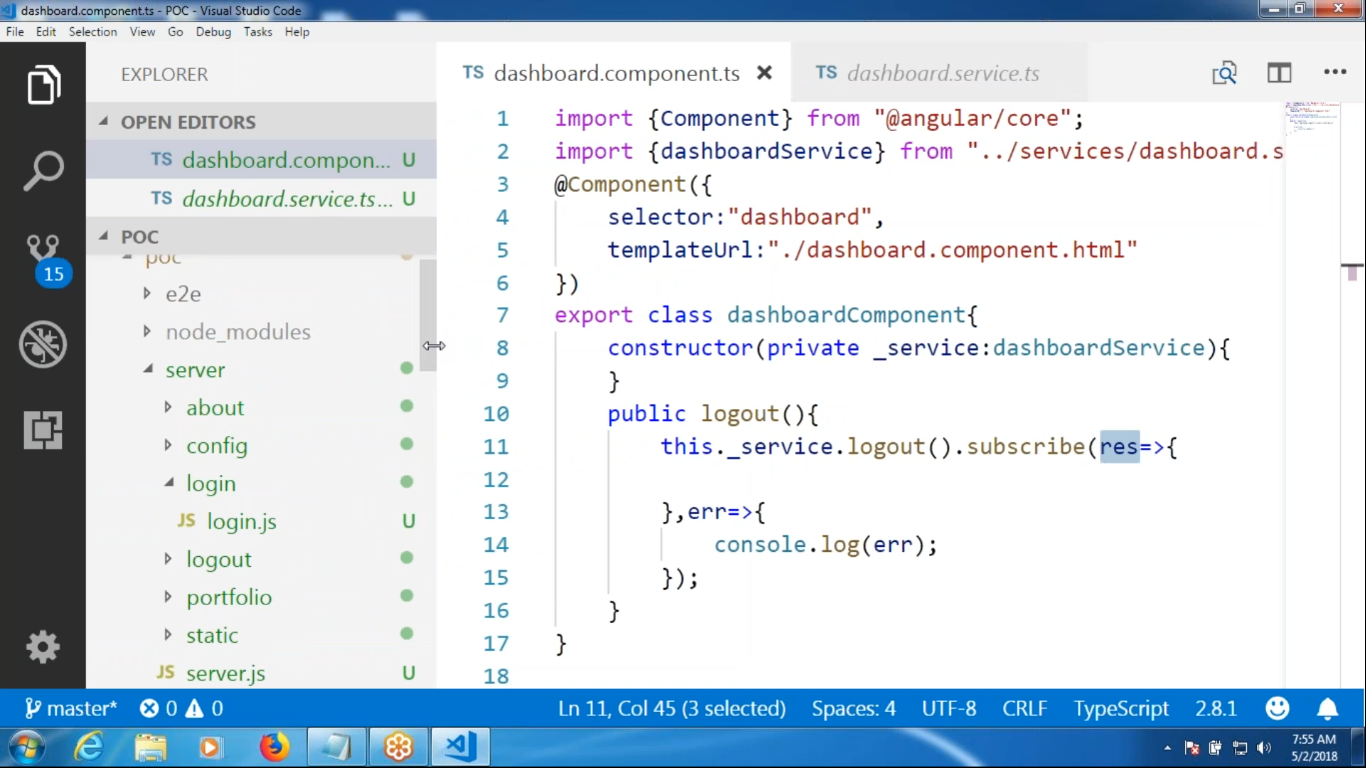 dashboard.component.ts - POC - Visual Studio Code
File Edit Selection View Go Debug Tasks Help
EXPLORER
OPEN EDITORS
TS dashboard.compon... U
TS dashboard.service.ts... U
POC
poc
e2e
node_modules
server
about
config
login
JS login.js U
logout
portfolio
static
JS server.js U
15
TS dashboard.component.ts
TS dashboard.service.ts
1 import {Component} from "@angular/core";
2 import {dashboardService} from "../services/dashboard.s
3 @Component({
4 selector:"dashboard",
5 templateUrl:"./dashboard.component.html"
6 })
7 export class dashboardComponent{
8 constructor(private _service:dashboardService){
9 }
10 public logout(){
11 this._service.logout().subscribe(res=>{
12
13 },err=>{
14 console.log(err);
15 });
16 }
17 }
18
master* 0 0 Ln 11, Col 45 (3 selected) Spaces: 4 UTF-8 CRLF TypeScript 2.8.1
7:55 AM
5/2/2018